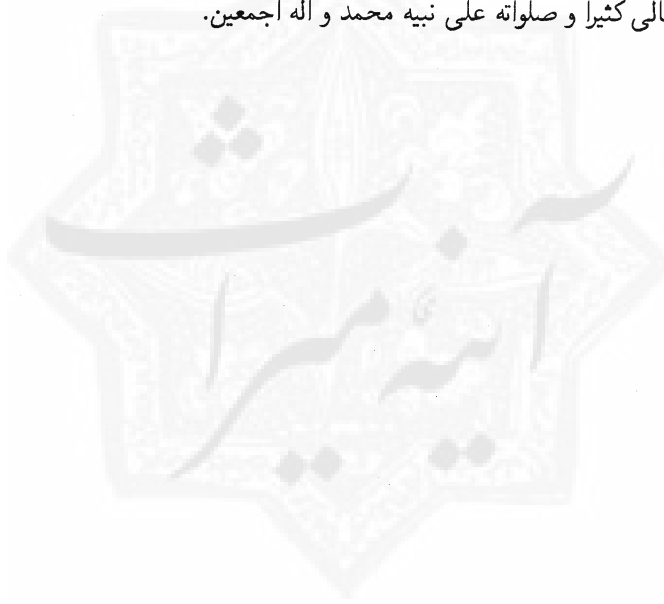 کثیرا و صلواته علی نبیه محمد و آله اجمعین.
آینه میراث